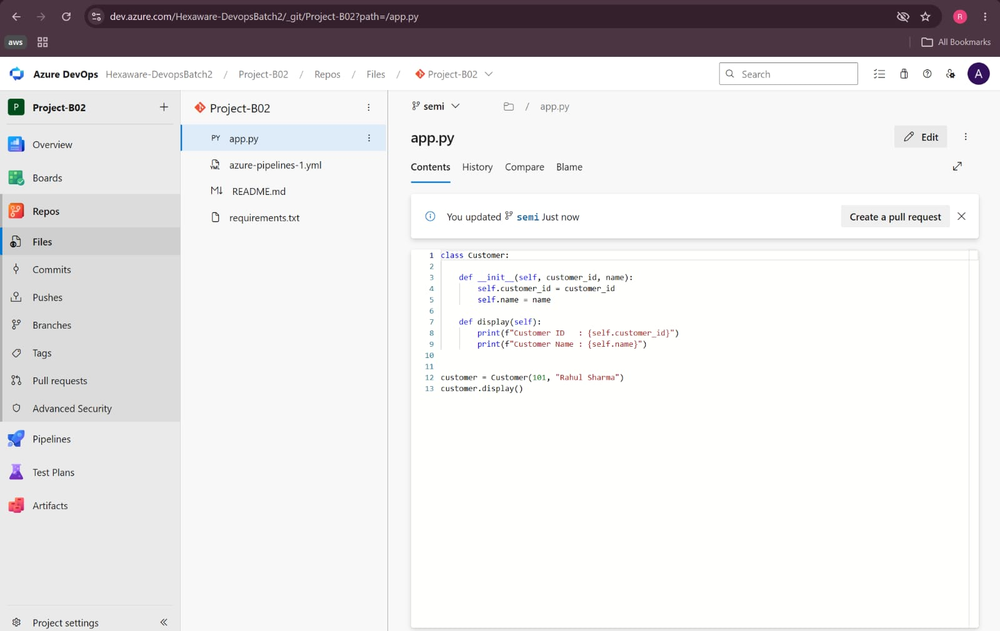 dev.azure.com/Hexaware-DevopsBatch2/_git/Project-B02?path=/app.py
R
aws
All Bookmarks
Azure DevOps Hexaware-DevopsBatch2 / Project-B02 / Repos / Files / Project-B02
Search
A
P Project-B02
Overview
Boards
Repos
Files
Commits
Pushes
Branches
Tags
Pull requests
Advanced Security
Pipelines
Test Plans
Artifacts
Project settings
Project-B02
PY app.py
YML azure-pipelines-1.yml
M↓ README.md
requirements.txt
semi / app.py
app.py
Edit
Contents History Compare Blame
You updated semi Just now
Create a pull request
1 class Customer:
2
3     def __init__(self, customer_id, name):
4         self.customer_id = customer_id
5         self.name = name
6
7     def display(self):
8         print(f"Customer ID   : {self.customer_id}")
9         print(f"Customer Name : {self.name}")
10
11
12 customer = Customer(101, "Rahul Sharma")
13 customer.display()